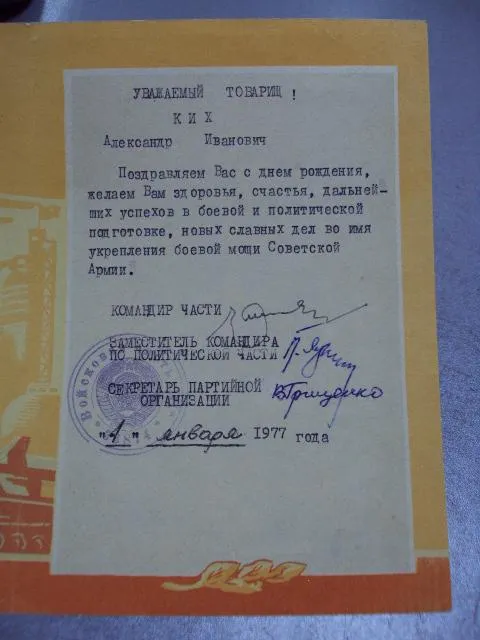 УВАЖАЕМЫЙ ТОВАРИЩ !
К И Х
Александр Иванович
Поздравляем Вас с днем рождения,
желаем Вам здоровья, счастья, дальней-
ших успехов в боевой и политической
подготовке, новых славных дел во имя
укрепления боевой мощи Советской
Армии.
КОМАНДИР ЧАСТИ
ЗАМЕСТИТЕЛЬ КОМАНДИРА
ПО ПОЛИТИЧЕСКОЙ ЧАСТИ
СЕКРЕТАРЬ ПАРТИЙНОЙ
ОРГАНИЗАЦИИ
В Гриценко
"1" января 1977 года